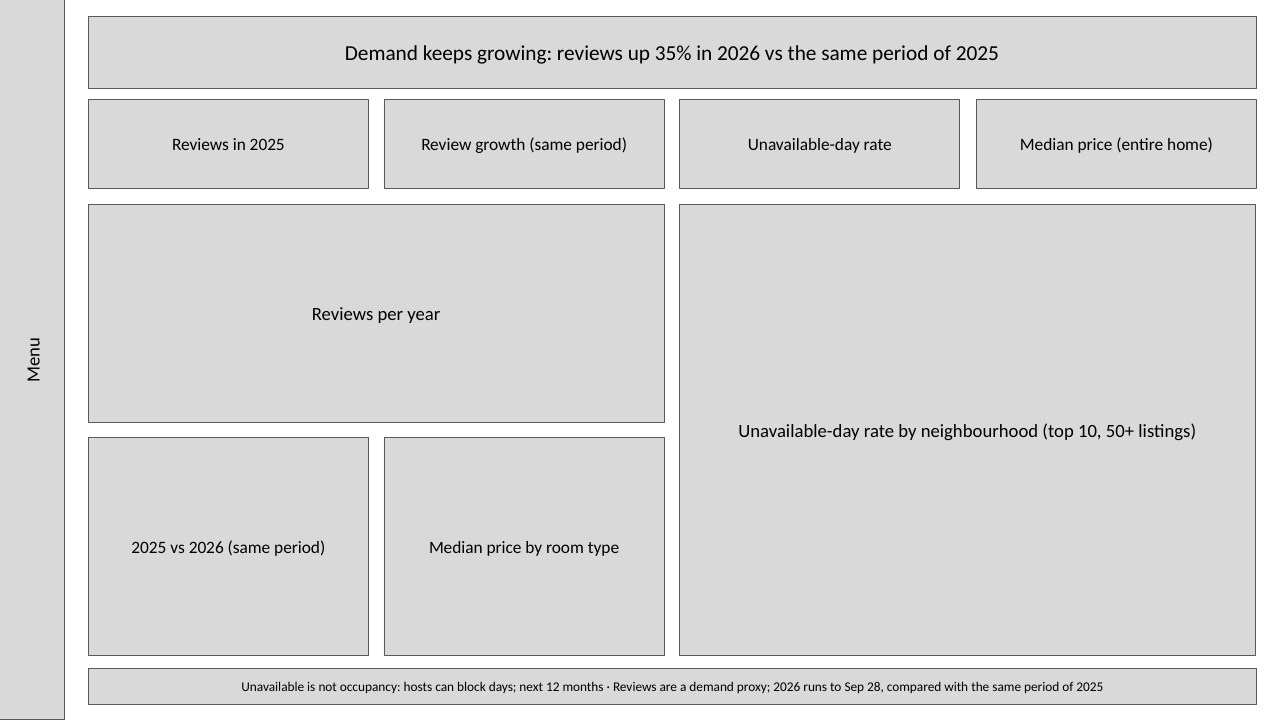 Demand keeps growing: reviews up 35% in 2026 vs the same period of 2025
Reviews in 2025
Review growth (same period)
Unavailable-day rate
Median price (entire home)
Menu
Reviews per year
Unavailable-day rate by neighbourhood (top 10, 50+ listings)
2025 vs 2026 (same period)
Median price by room type
Unavailable is not occupancy: hosts can block days; next 12 months · Reviews are a demand proxy; 2026 runs to Sep 28, compared with the same period of 2025